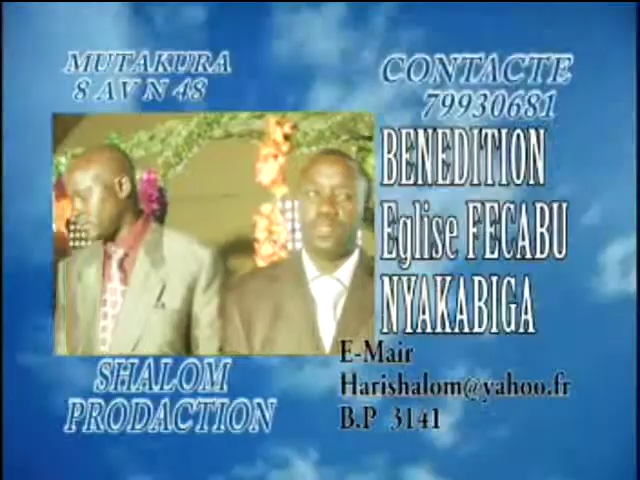 MUTAKURA
8 AV N 48
CONTACTE
79930681
BENEDITION
Eglise FECABU
NYAKABIGA
E-Mair
Harishalom@yahoo.fr
B.P 3141
SHALOM
PRODACTION